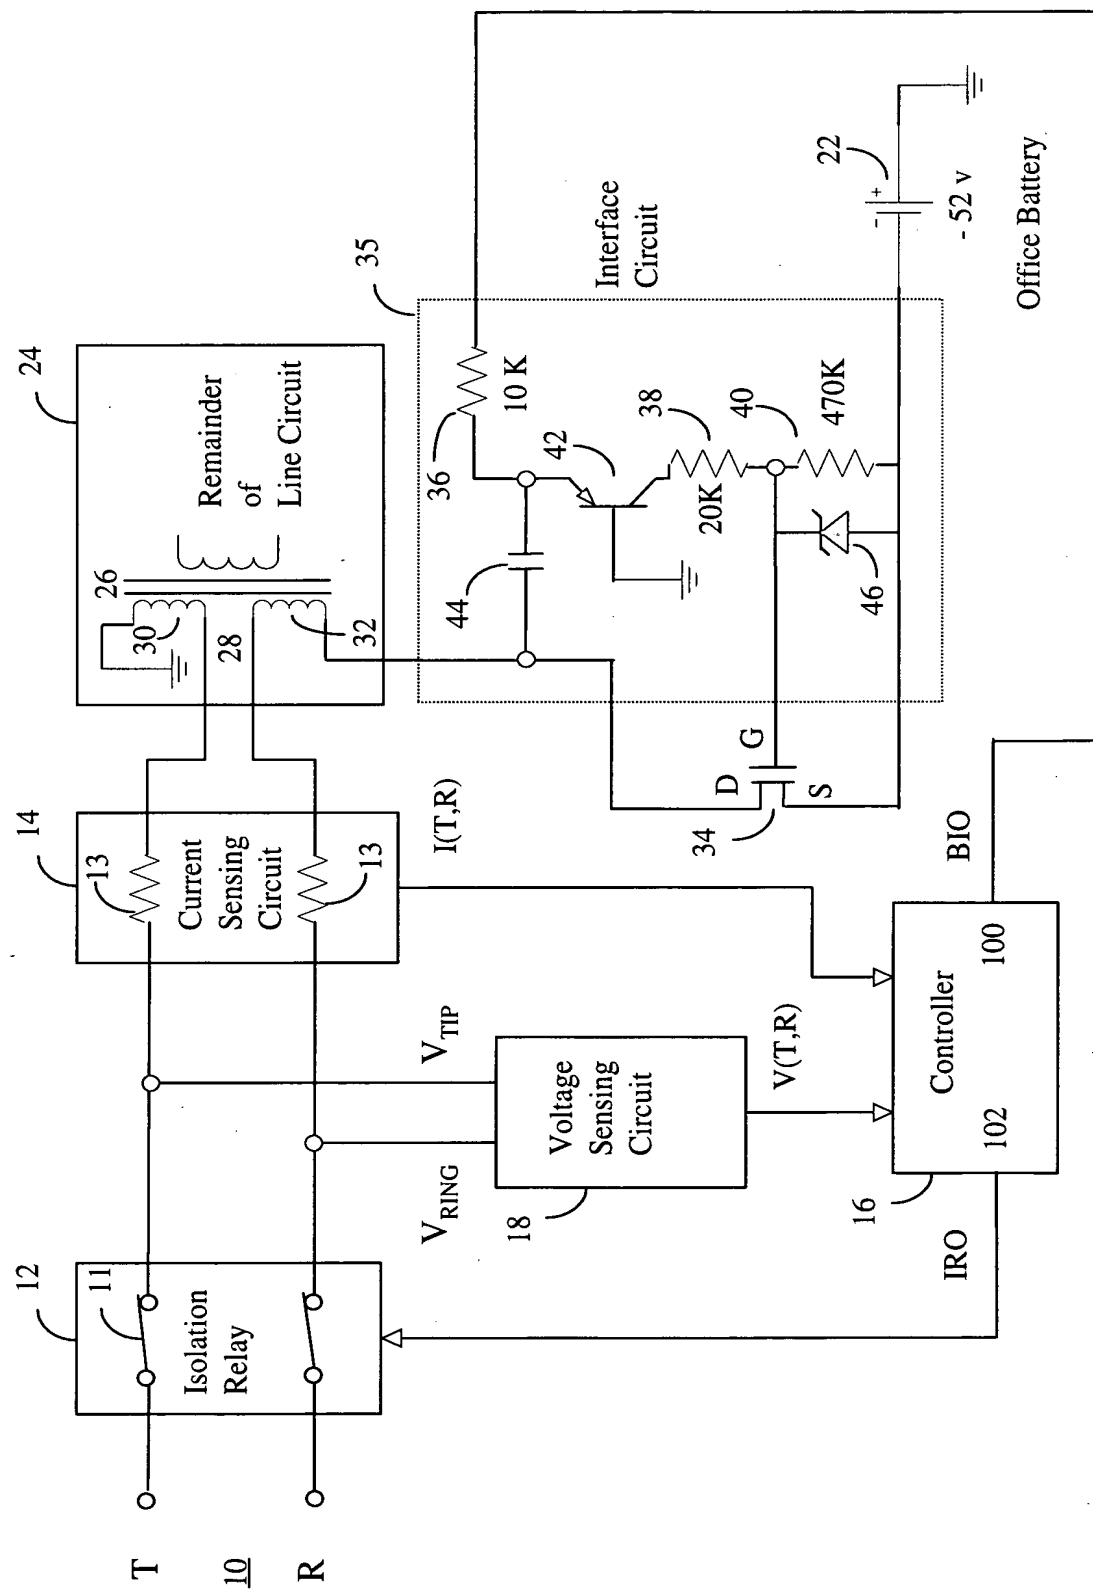 T
10
R
12
11
Isolation
Relay
14
13
Current
Sensing
Circuit
13
I(T,R)
24
26
30
28
32
Remainder
of
Line Circuit
V_TIP
V_RING
Voltage
Sensing
Circuit
18
V(T,R)
35
Interface
Circuit
36
10 K
44
42
38
20K
40
470K
46
D
G
S
34
22
+
−
- 52 v
Office Battery
IRO
16
102
Controller
100
BIO